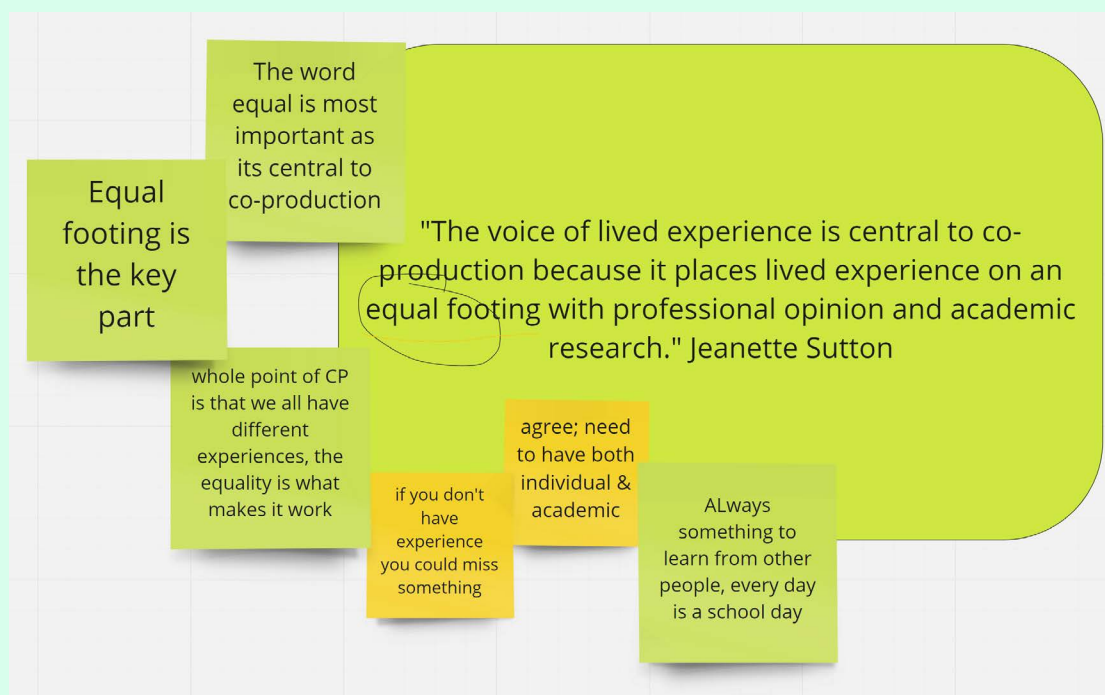 The word
equal is most
important as
its central to
co-production
Equal
footing is
the key
part
"The voice of lived experience is central to co-
production because it places lived experience on an
equal footing with professional opinion and academic
research." Jeanette Sutton
whole point of CP
is that we all have
different
experiences, the
equality is what
makes it work
if you don't
have
experience
you could miss
something
agree; need
to have both
individual &
academic
ALways
something to
learn from other
people, every day
is a school day